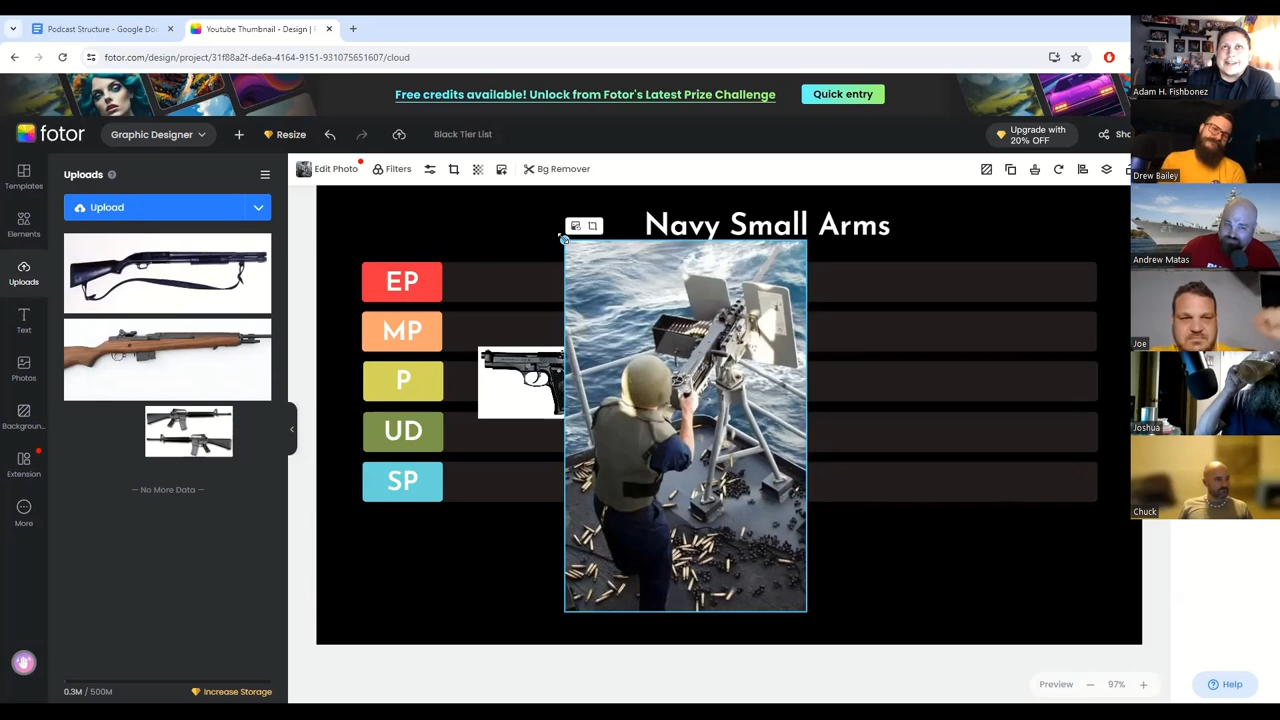 Podcast Structure - Google Do
Youtube Thumbnail - Design |
fotor.com/design/project/31f88a2f-de6a-4164-9151-931075651607/cloud
Free credits available! Unlock from Fotor's Latest Prize Challenge
Quick entry
Adam H. Fishbonez
fotor
Graphic Designer
Resize
Black Tier List
Upgrade with
20% OFF
Sha
Templates
Uploads
Edit Photo
Filters
Bg Remover
Drew Bailey
Upload
Elements
Navy Small Arms
Andrew Matas
Uploads
EP
Text
MP
Joe
Photos
P
Backgroun...
UD
Joshua
Extension
SP
No More Data
More
Chuck
0.3M / 500M
Increase Storage
Preview
97%
Help